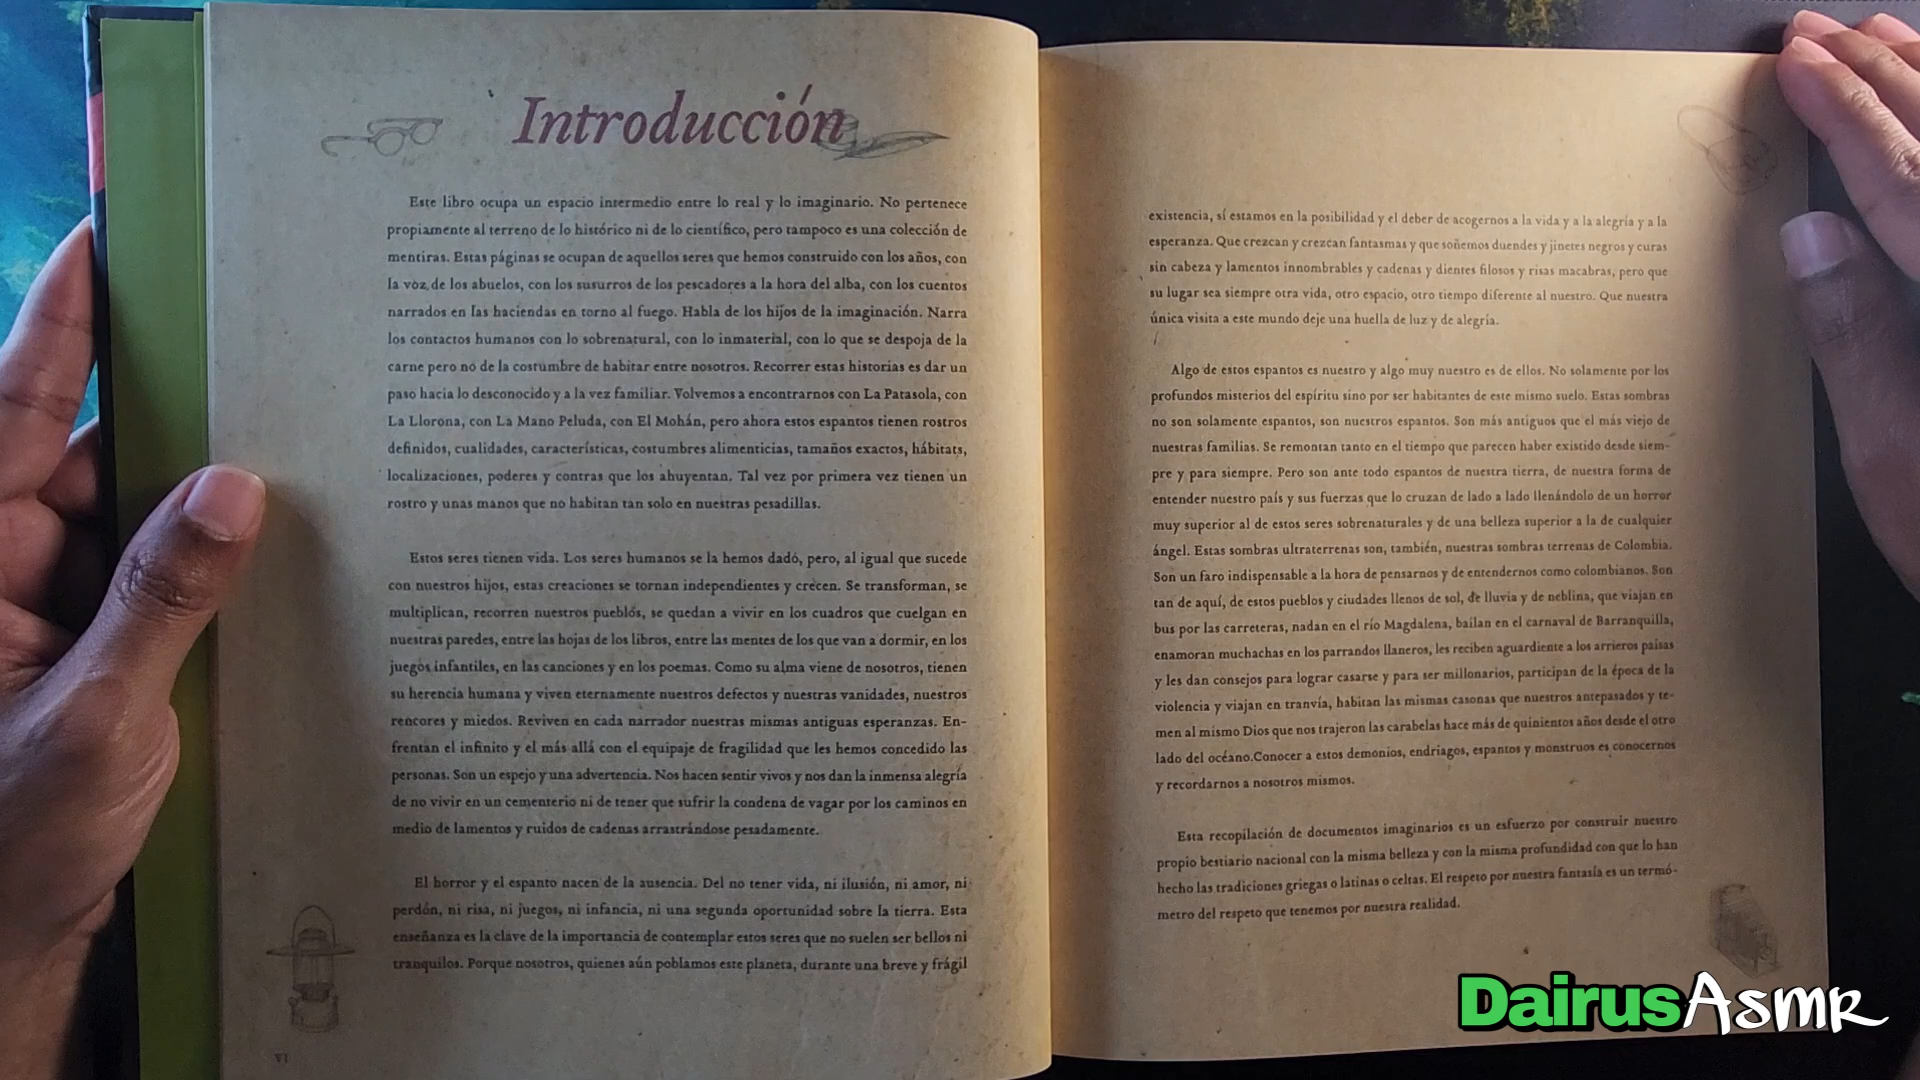 Introducción
Este libro ocupa un espacio intermedio entre lo real y lo imaginario. No pertenece
propiamente al terreno de lo histórico ni de lo científico, pero tampoco es una colección de
mentiras. Estas páginas se ocupan de aquellos seres que hemos construido con los años, con
la voz de los abuelos, con los susurros de los pescadores a la hora del alba, con los cuentos
narrados en las haciendas en torno al fuego. Habla de los hijos de la imaginación. Narra
los contactos humanos con lo sobrenatural, con lo inmaterial, con lo que se despoja de la
carne pero no de la costumbre de habitar entre nosotros. Recorrer estas historias es dar un
paso hacia lo desconocido y a la vez familiar. Volvemos a encontrarnos con La Patasola, con
La Llorona, con La Mano Peluda, con El Mohán, pero ahora estos espantos tienen rostros
definidos, cualidades, características, costumbres alimenticias, tamaños exactos, hábitats,
localizaciones, poderes y contras que los ahuyentan. Tal vez por primera vez tienen un
rostro y unas manos que no habitan tan solo en nuestras pesadillas.
Estos seres tienen vida. Los seres humanos se la hemos dado, pero, al igual que sucede
con nuestros hijos, estas creaciones se tornan independientes y crecen. Se transforman, se
multiplican, recorren nuestros pueblos, se quedan a vivir en los cuadros que cuelgan en
nuestras paredes, entre las hojas de los libros, entre las mentes de los que van a dormir, en los
juegos infantiles, en las canciones y en los poemas. Como su alma viene de nosotros, tienen
su herencia humana y viven eternamente nuestros defectos y nuestras vanidades, nuestros
rencores y miedos. Reviven en cada narrador nuestras mismas antiguas esperanzas. En-
frentan el infinito y el más allá con el equipaje de fragilidad que les hemos concedido las
personas. Son un espejo y una advertencia. Nos hacen sentir vivos y nos dan la inmensa alegría
de no vivir en un cementerio ni de tener que sufrir la condena de vagar por los caminos en
medio de lamentos y ruidos de cadenas arrastrándose pesadamente.
El horror y el espanto nacen de la ausencia. Del no tener vida, ni ilusión, ni amor, ni
perdón, ni risa, ni juegos, ni infancia, ni una segunda oportunidad sobre la tierra. Esta
enseñanza es la clave de la importancia de contemplar estos seres que no suelen ser bellos ni
tranquilos. Porque nosotros, quienes aún poblamos este planeta, durante una breve y frágil
VI
existencia, sí estamos en la posibilidad y el deber de acogernos a la vida y a la alegría y a la
esperanza. Que crezcan y crezcan fantasmas y que soñemos duendes y jinetes negros y curas
sin cabeza y lamentos innombrables y cadenas y dientes filosos y risas macabras, pero que
su lugar sea siempre otra vida, otro espacio, otro tiempo diferente al nuestro. Que nuestra
única visita a este mundo deje una huella de luz y de alegría.
Algo de estos espantos es nuestro y algo muy nuestro es de ellos. No solamente por los
profundos misterios del espíritu sino por ser habitantes de este mismo suelo. Estas sombras
no son solamente espantos, son nuestros espantos. Son más antiguos que el más viejo de
nuestras familias. Se remontan tanto en el tiempo que parecen haber existido desde siem-
pre y para siempre. Pero son ante todo espantos de nuestra tierra, de nuestra forma de
entender nuestro país y sus fuerzas que lo cruzan de lado a lado llenándolo de un horror
muy superior al de estos seres sobrenaturales y de una belleza superior a la de cualquier
ángel. Estas sombras ultraterrenas son, también, nuestras sombras terrenas de Colombia.
Son un faro indispensable a la hora de pensarnos y de entendernos como colombianos. Son
tan de aquí, de estos pueblos y ciudades llenos de sol, de lluvia y de neblina, que viajan en
bus por las carreteras, nadan en el río Magdalena, bailan en el carnaval de Barranquilla,
enamoran muchachas en los parrandos llaneros, les reciben aguardiente a los arrieros paisas
y les dan consejos para lograr casarse y para ser millonarios, participan de la época de la
violencia y viajan en tranvía, habitan las mismas casonas que nuestros antepasados y te-
men al mismo Dios que nos trajeron las carabelas hace más de quinientos años desde el otro
lado del océano.Conocer a estos demonios, endriagos, espantos y monstruos es conocernos
y recordarnos a nosotros mismos.
Esta recopilación de documentos imaginarios es un esfuerzo por construir nuestro
propio bestiario nacional con la misma belleza y con la misma profundidad con que lo han
hecho las tradiciones griegas o latinas o celtas. El respeto por nuestra fantasía es un termó-
metro del respeto que tenemos por nuestra realidad.
DairusAsmr